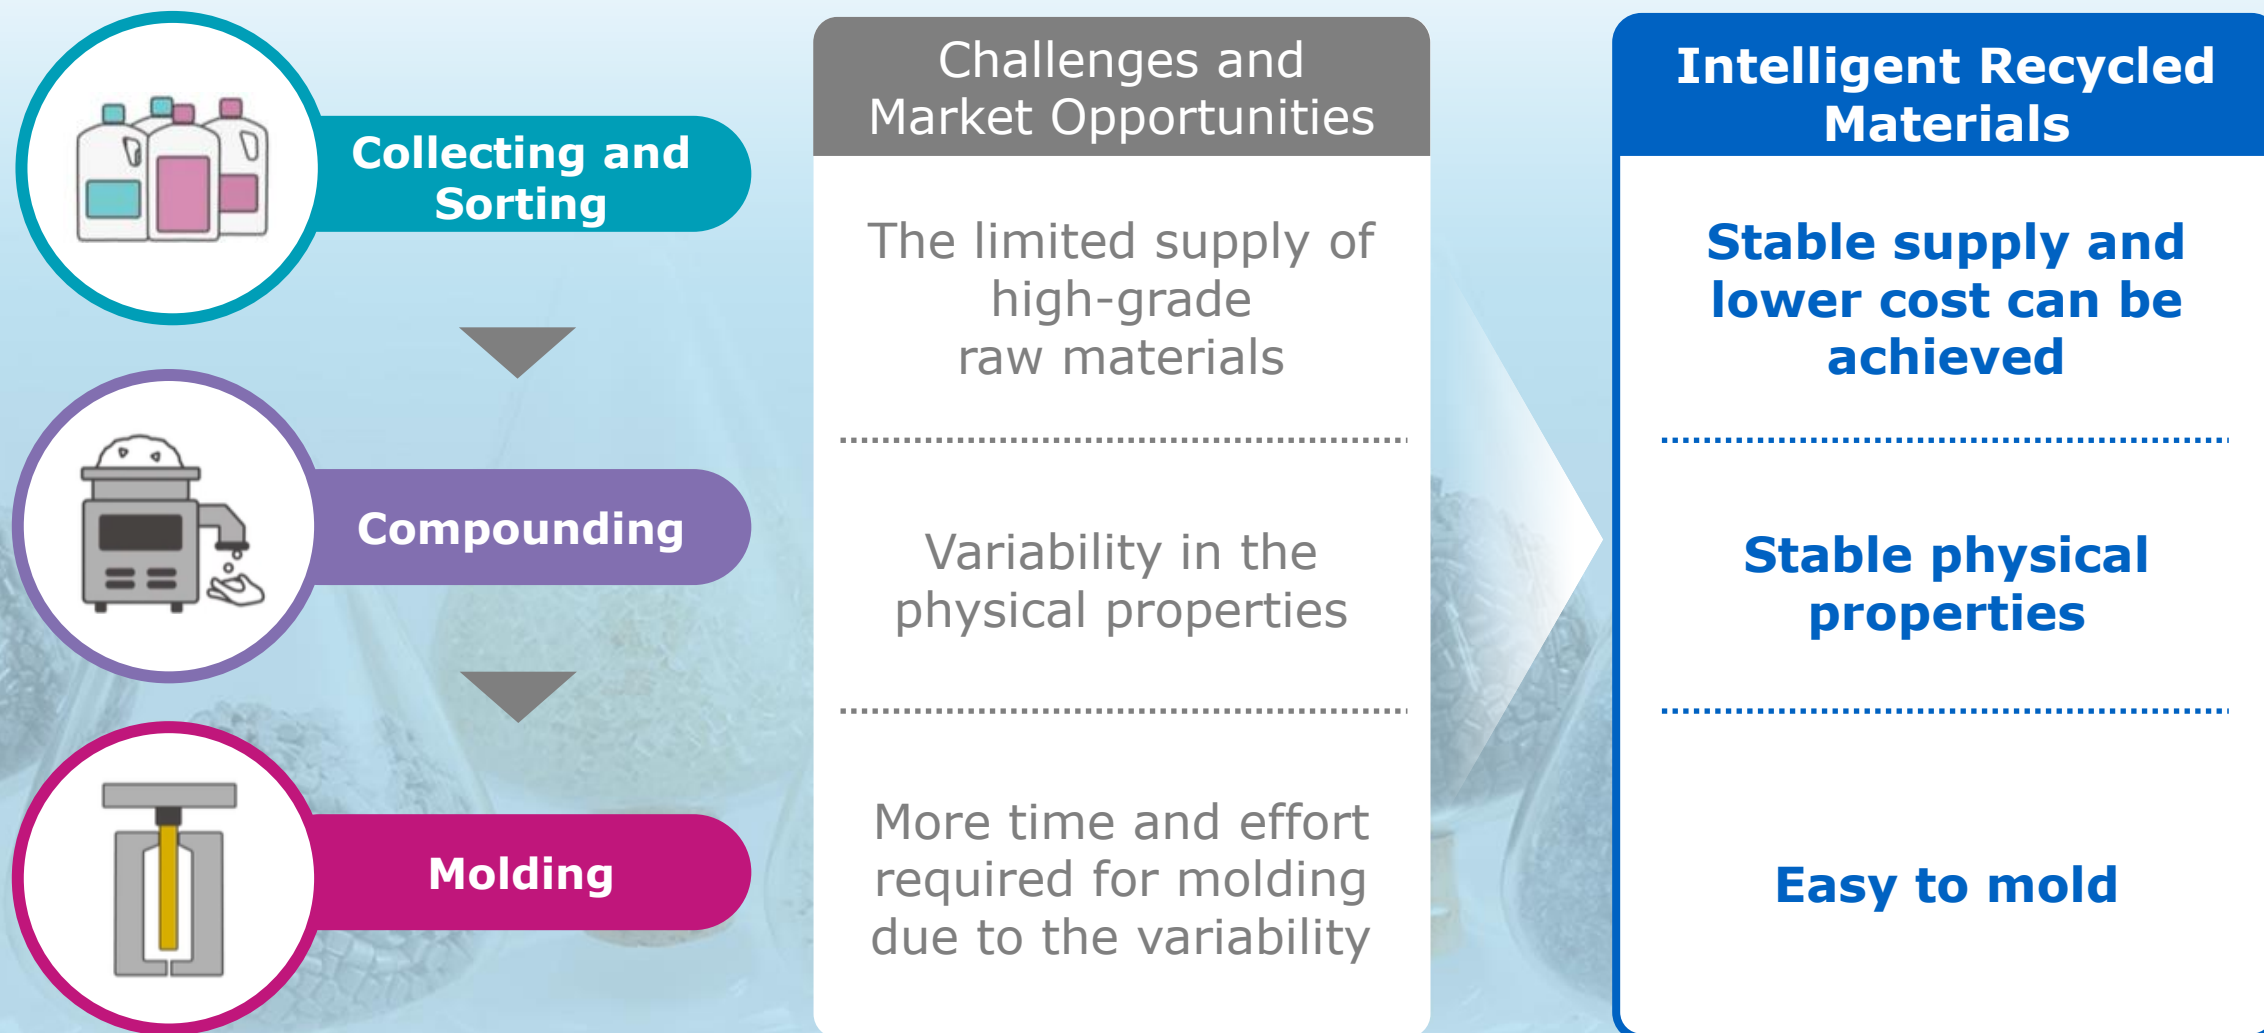 Collecting and
Sorting
Compounding
Molding
Challenges and
Market Opportunities
The limited supply of
high-grade
raw materials
Variability in the
physical properties
More time and effort
required for molding
due to the variability
Intelligent Recycled
Materials
Stable supply and
lower cost can be
achieved
Stable physical
properties
Easy to mold